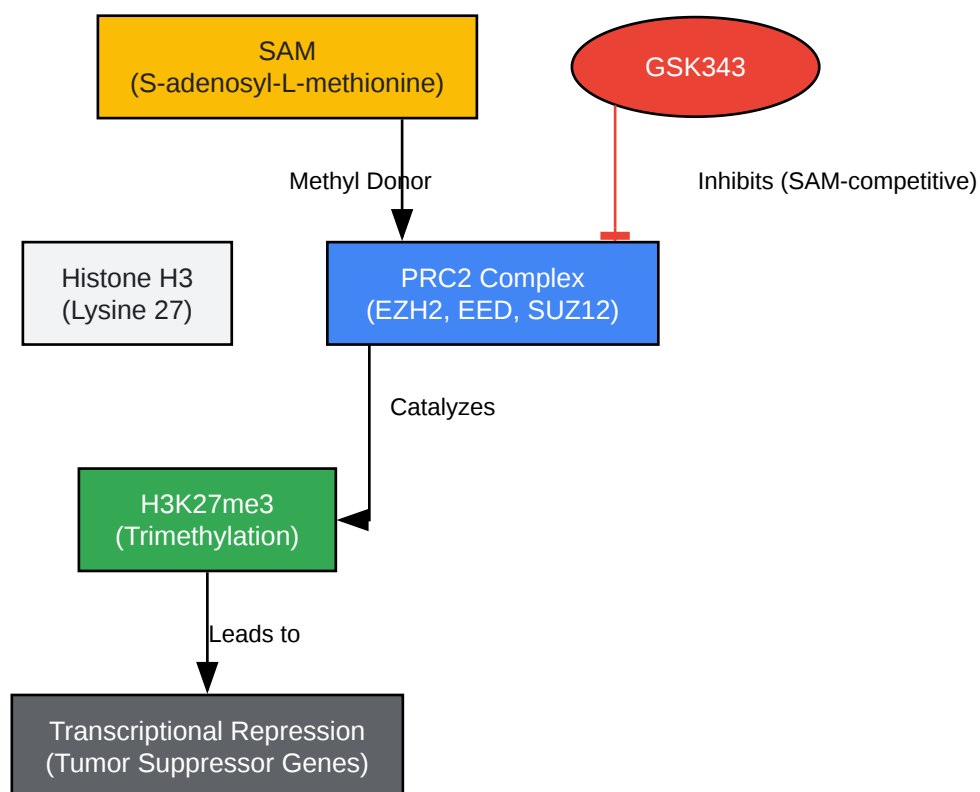 SAM
(S-adenosyl-L-methionine)
GSK343
Methyl Donor
Inhibits (SAM-competitive)
Histone H3
(Lysine 27)
PRC2 Complex
(EZH2, EED, SUZ12)
Catalyzes
H3K27me3
(Trimethylation)
Leads to
Transcriptional Repression
(Tumor Suppressor Genes)